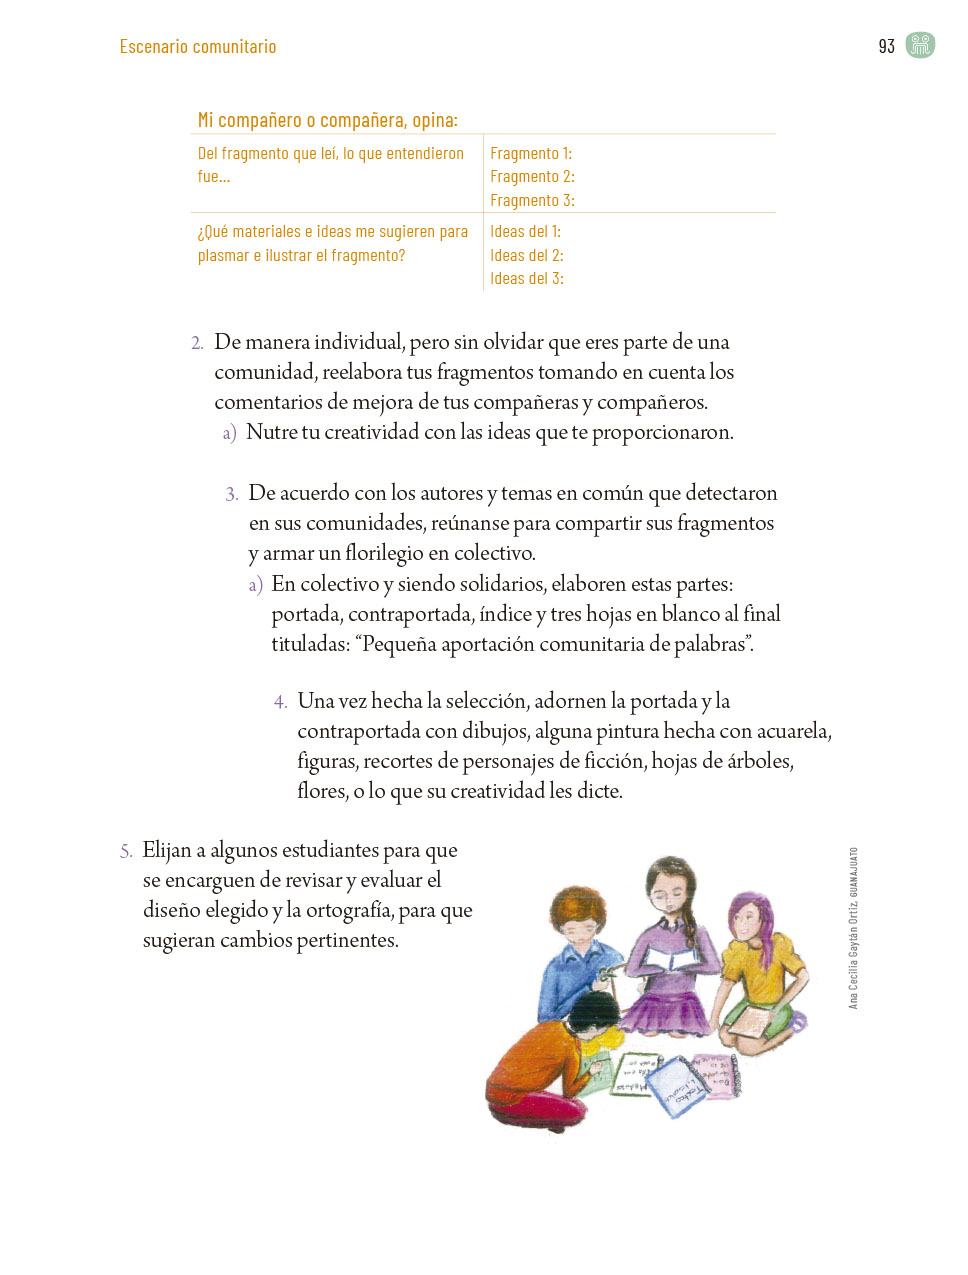 Escenario comunitario
93
Mi compañero o compañera, opina:
Del fragmento que leí, lo que entendieron
fue...
Fragmento 1:
Fragmento 2:
Fragmento 3:
¿Qué materiales e ideas me sugieren para
plasmar e ilustrar el fragmento?
Ideas del 1:
Ideas del 2:
Ideas del 3:
2. De manera individual, pero sin olvidar que eres parte de una
comunidad, reelabora tus fragmentos tomando en cuenta los
comentarios de mejora de tus compañeras y compañeros.
a) Nutre tu creatividad con las ideas que te proporcionaron.
3. De acuerdo con los autores y temas en común que detectaron
en sus comunidades, reúnanse para compartir sus fragmentos
y armar un florilegio en colectivo.
a) En colectivo y siendo solidarios, elaboren estas partes:
portada, contraportada, índice y tres hojas en blanco al final
tituladas: “Pequeña aportación comunitaria de palabras”.
4. Una vez hecha la selección, adornen la portada y la
contraportada con dibujos, alguna pintura hecha con acuarela,
figuras, recortes de personajes de ficción, hojas de árboles,
flores, o lo que su creatividad les dicte.
5. Elijan a algunos estudiantes para que
se encarguen de revisar y evaluar el
diseño elegido y la ortografía, para que
sugieran cambios pertinentes.
Ana Cecilia Gaytán Ortiz, GUANAJUATO